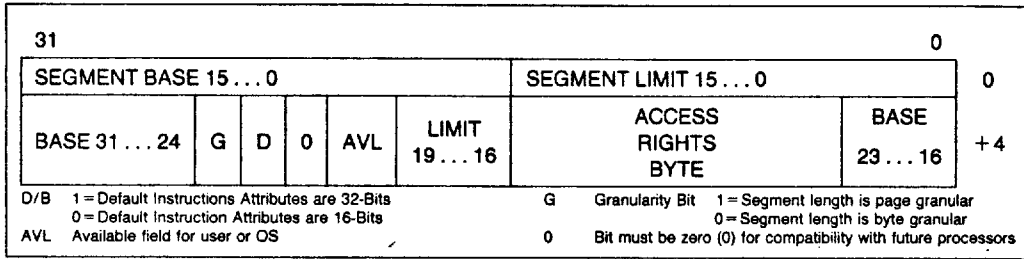 31 0
SEGMENT BASE 15 . . . 0 SEGMENT LIMIT 15 . . . 0 0
BASE 31 . . . 24 G D 0 AVL LIMIT 19 . . . 16 ACCESS RIGHTS BYTE BASE 23 . . . 16 +4
D/B 1 = Default Instructions Attributes are 32-Bits
0 = Default Instruction Attributes are 16-Bits
AVL Available field for user or OS
G Granularity Bit 1 = Segment length is page granular
0 = Segment length is byte granular
0 Bit must be zero (0) for compatibility with future processors